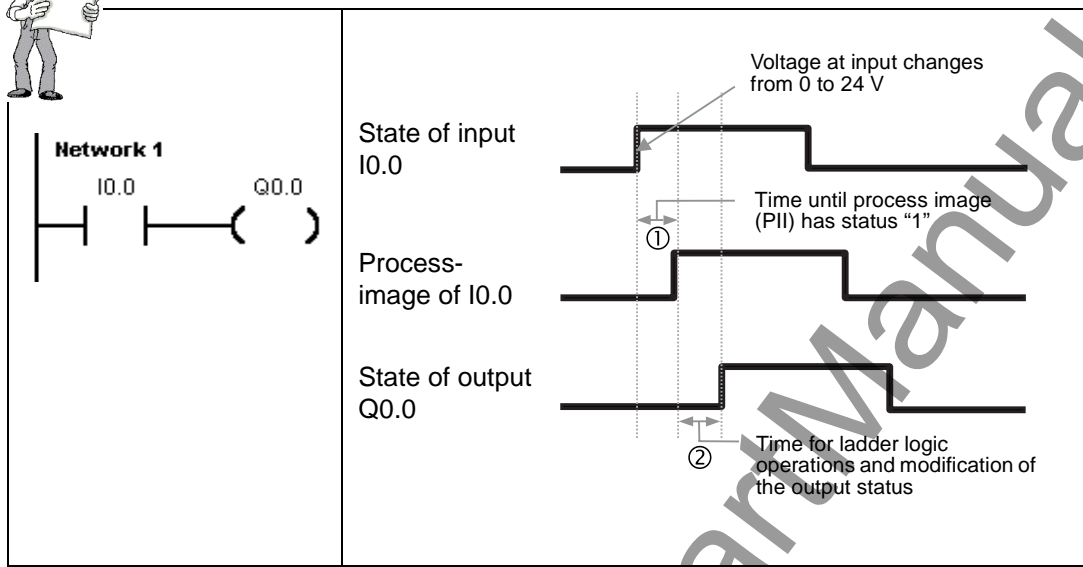 Network 1
I0.0
Q0.0
State of input
I0.0
Voltage at input changes
from 0 to 24 V
Time until process image
(PII) has status “1”
①
Process-
image of I0.0
State of output
Q0.0
②
Time for ladder logic
operations and modification of
the output status
artManual